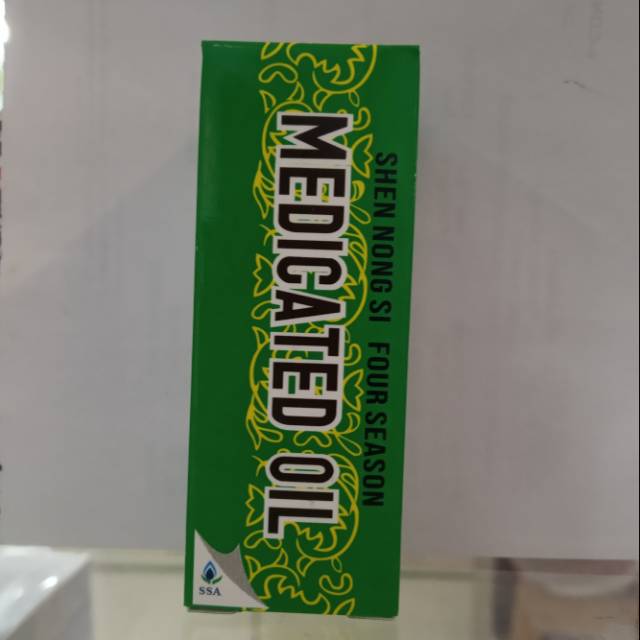 SHEN NONG SI FOUR SEASON
MEDICATED OIL
SSA